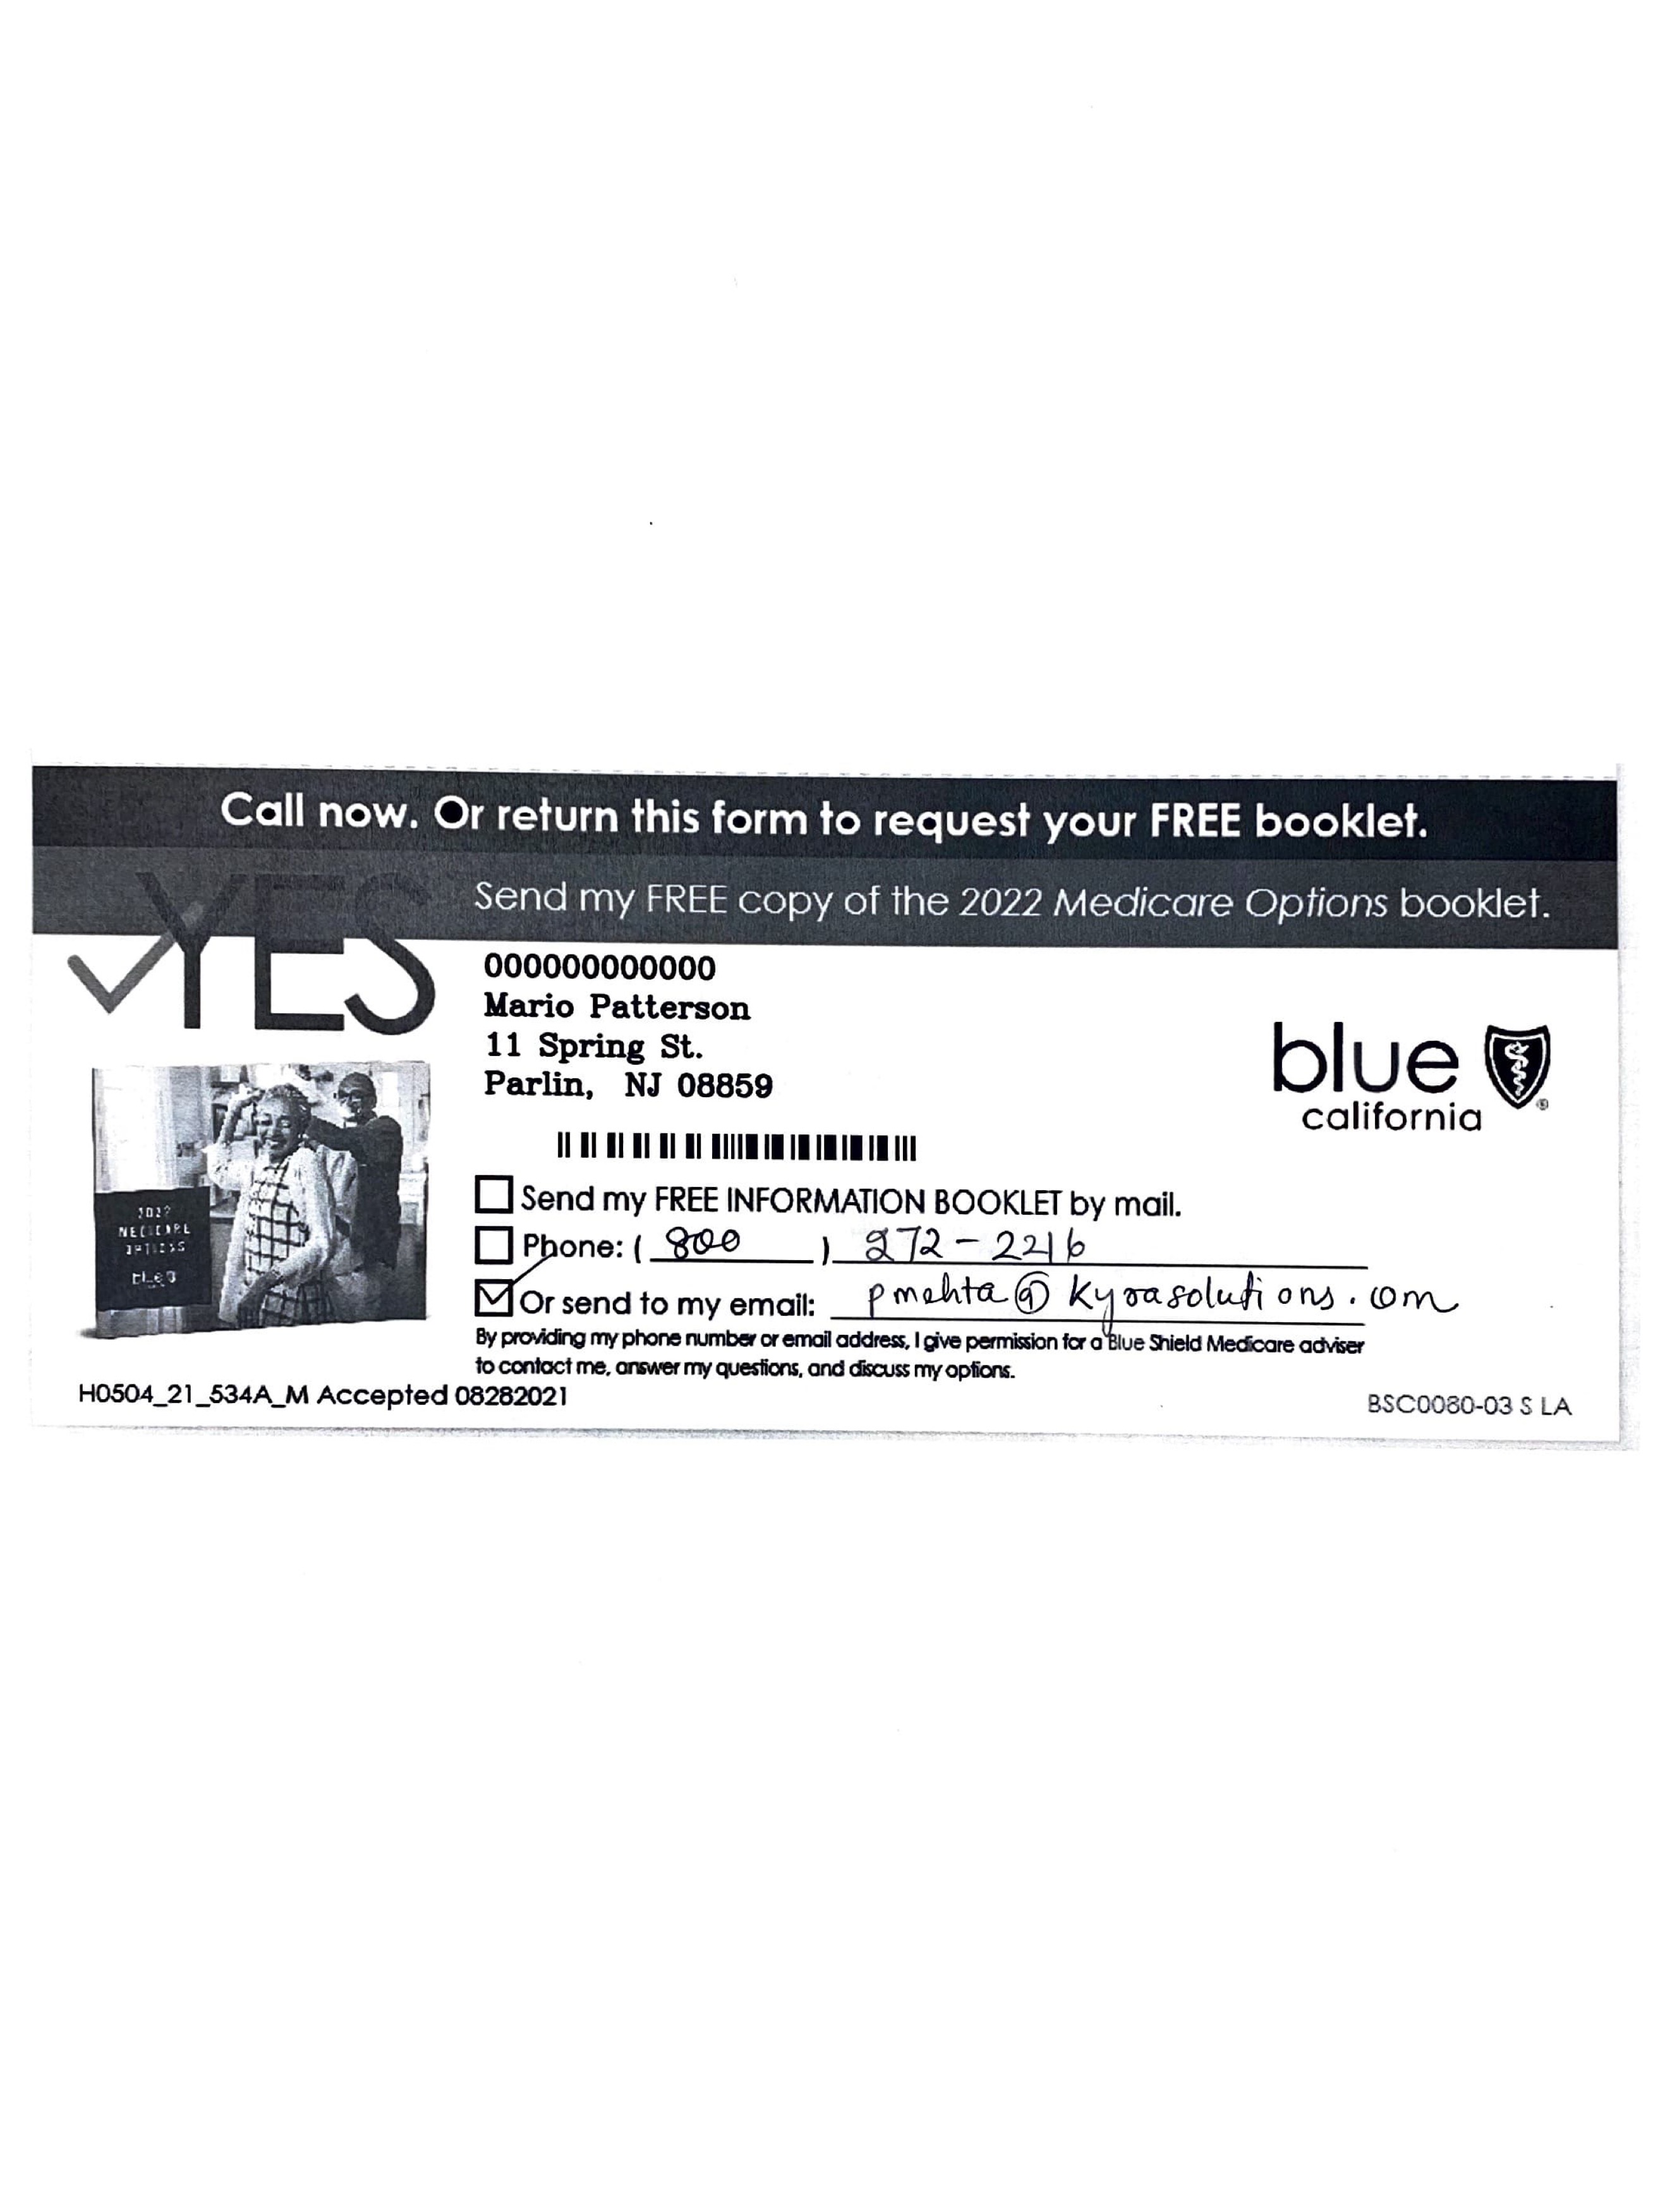 Call now. Or return this form to request your FREE booklet.
YES
Send my FREE copy of the 2022 Medicare Options booklet.
000000000000
Mario Patterson
11 Spring St.
Parlin, NJ 08859
blue
california
2022
MEDICARE
OPTIONS
blue
Send my FREE INFORMATION BOOKLET by mail.
Phone: ( 800 ) 272-2216
Or send to my email: pmehta@kyrasolutions.com
By providing my phone number or email address, I give permission for a Blue Shield Medicare adviser
to contact me, answer my questions, and discuss my options.
H0504_21_534A_M Accepted 08282021
BSC0080-03 S LA